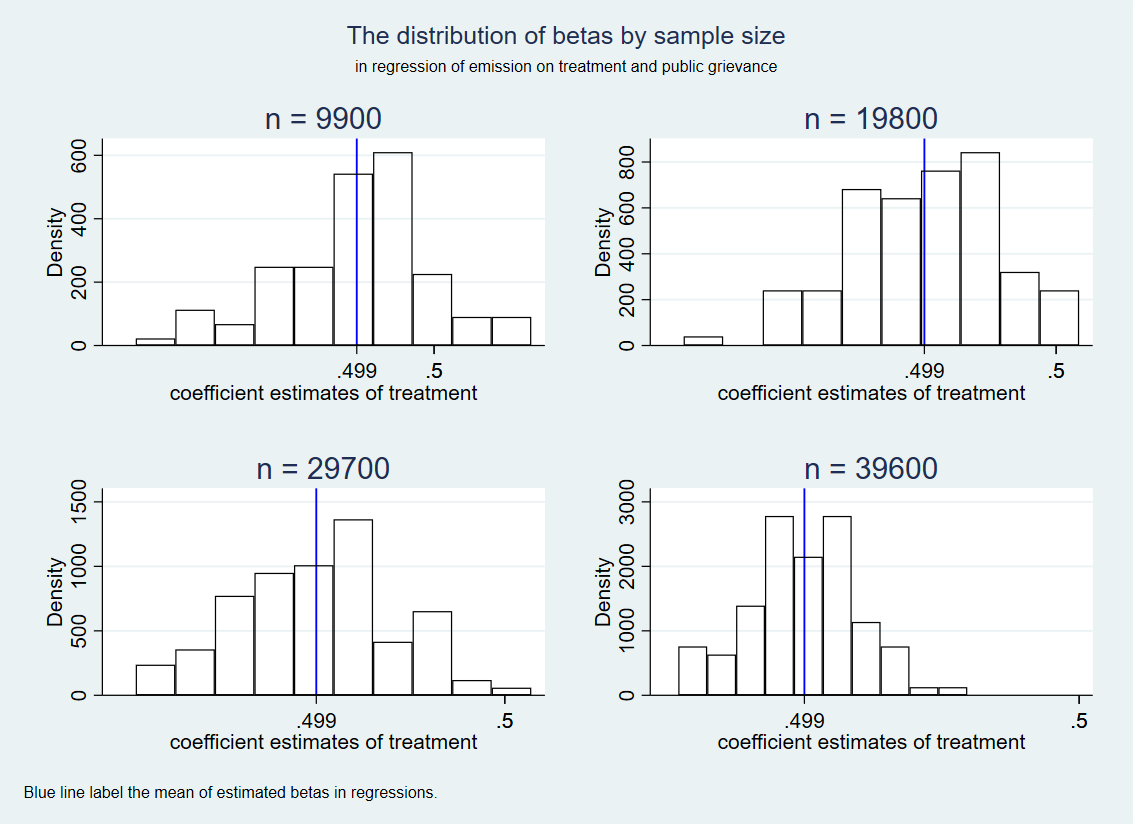 The distribution of betas by sample size
in regression of emission on treatment and public grievance
n = 9900
Density
0 200 400 600
.499 .5
coefficient estimates of treatment
n = 19800
Density
0 200 400 600 800
.499 .5
coefficient estimates of treatment
n = 29700
Density
0 500 1000 1500
.499 .5
coefficient estimates of treatment
n = 39600
Density
0 1000 2000 3000
.499 .5
coefficient estimates of treatment
Blue line label the mean of estimated betas in regressions.